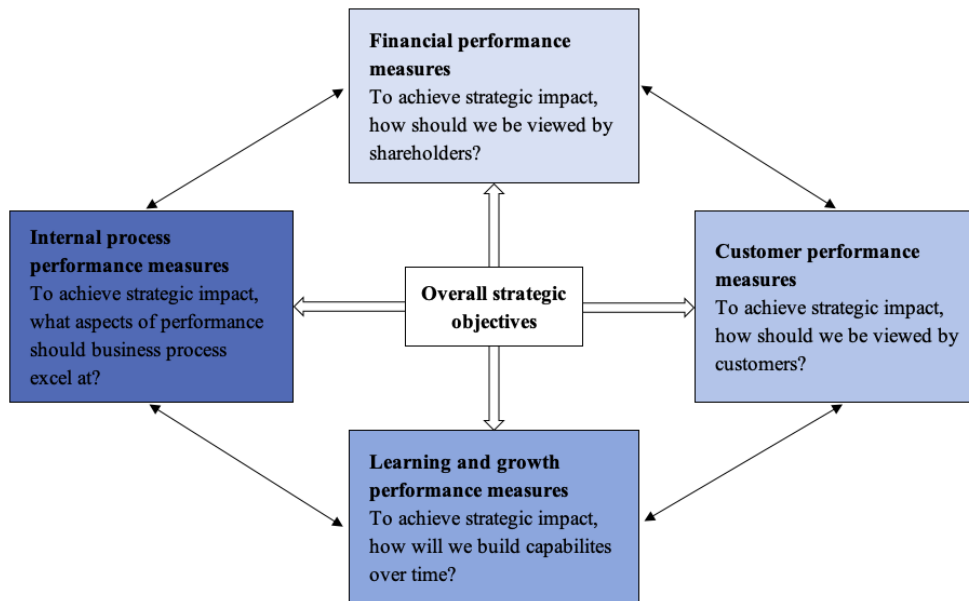 Financial performance
measures
To achieve strategic impact,
how should we be viewed by
shareholders?
Internal process
performance measures
To achieve strategic impact,
what aspects of performance
should business process
excel at?
Overall strategic
objectives
Customer performance
measures
To achieve strategic impact,
how should we be viewed by
customers?
Learning and growth
performance measures
To achieve strategic impact,
how will we build capabilites
over time?